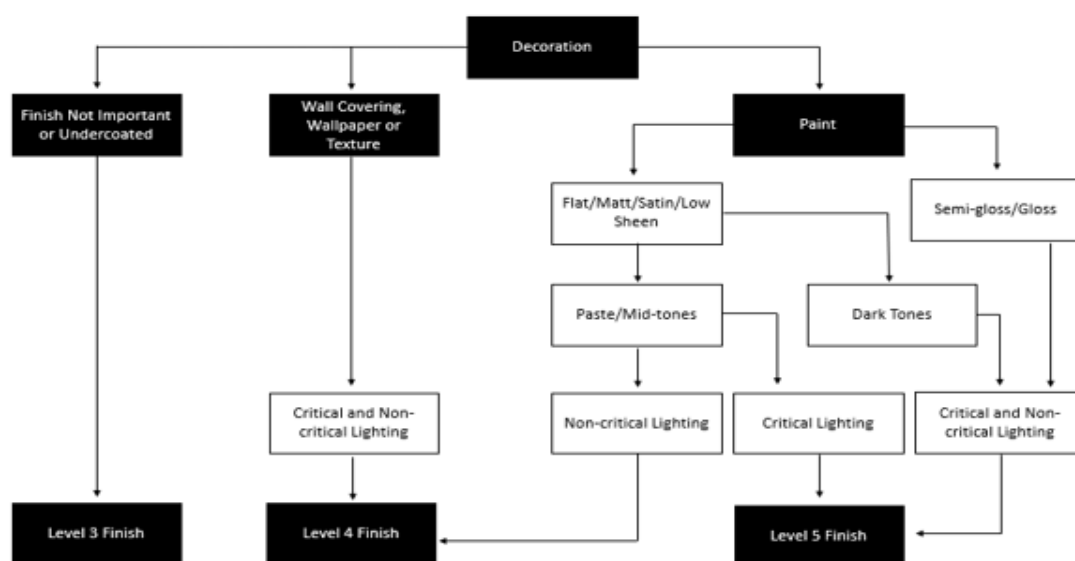 Decoration
Finish Not Important
or Undercoated
Wall Covering,
Wallpaper or
Texture
Paint
Flat/Matt/Satin/Low
Sheen
Semi-gloss/Gloss
Paste/Mid-tones
Dark Tones
Critical and Non-
critical Lighting
Non-critical Lighting
Critical Lighting
Critical and Non-
critical Lighting
Level 3 Finish
Level 4 Finish
Level 5 Finish